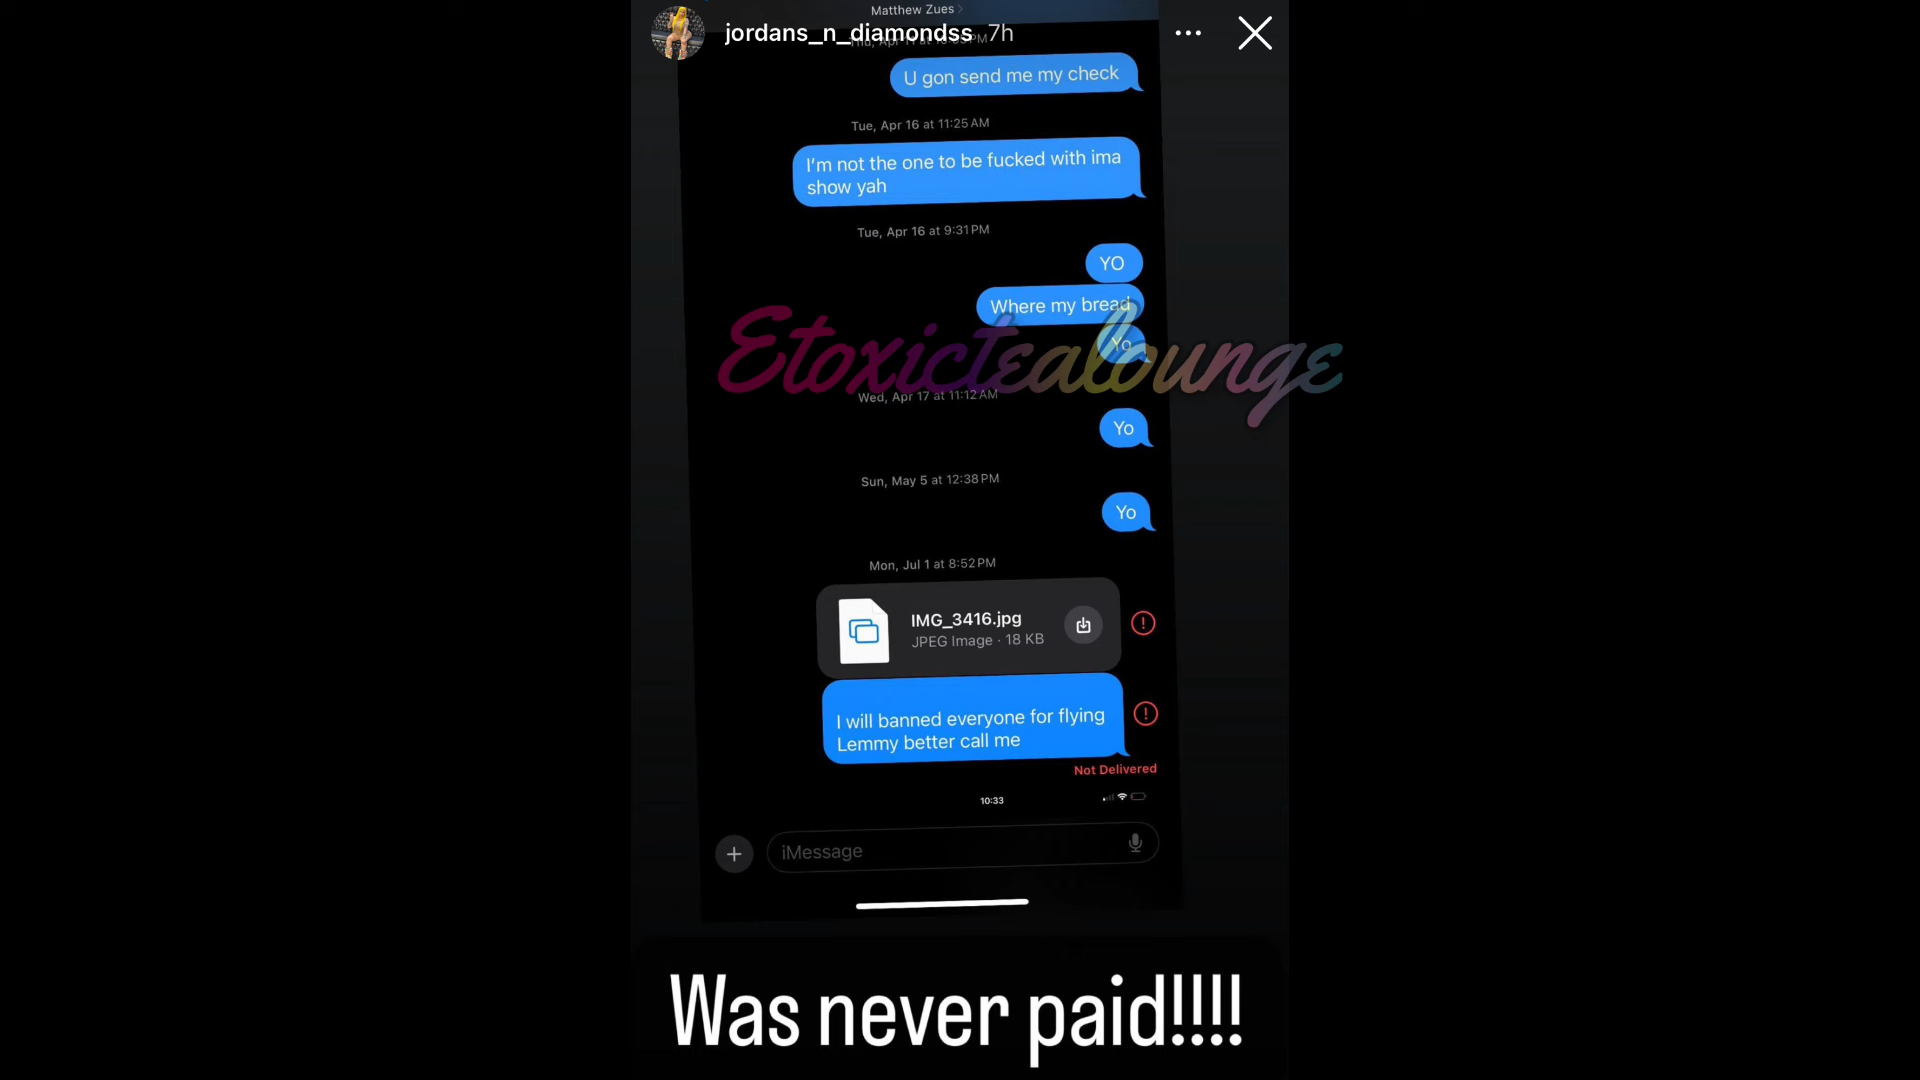 Matthew Zues
jordans_n_diamondss 7h
U gon send me my check
Tue, Apr 16 at 11:25 AM
I'm not the one to be fucked with ima
show yah
Tue, Apr 16 at 9:31 PM
YO
Where my bread
Yo
Etoxictealounge
Wed, Apr 17 at 11:12 AM
Yo
Sun, May 5 at 12:38 PM
Yo
Mon, Jul 1 at 8:52 PM
IMG_3416.jpg
JPEG Image · 18 KB
I will banned everyone for flying
Lemmy better call me
Not Delivered
10:33
iMessage
Was never paid!!!!